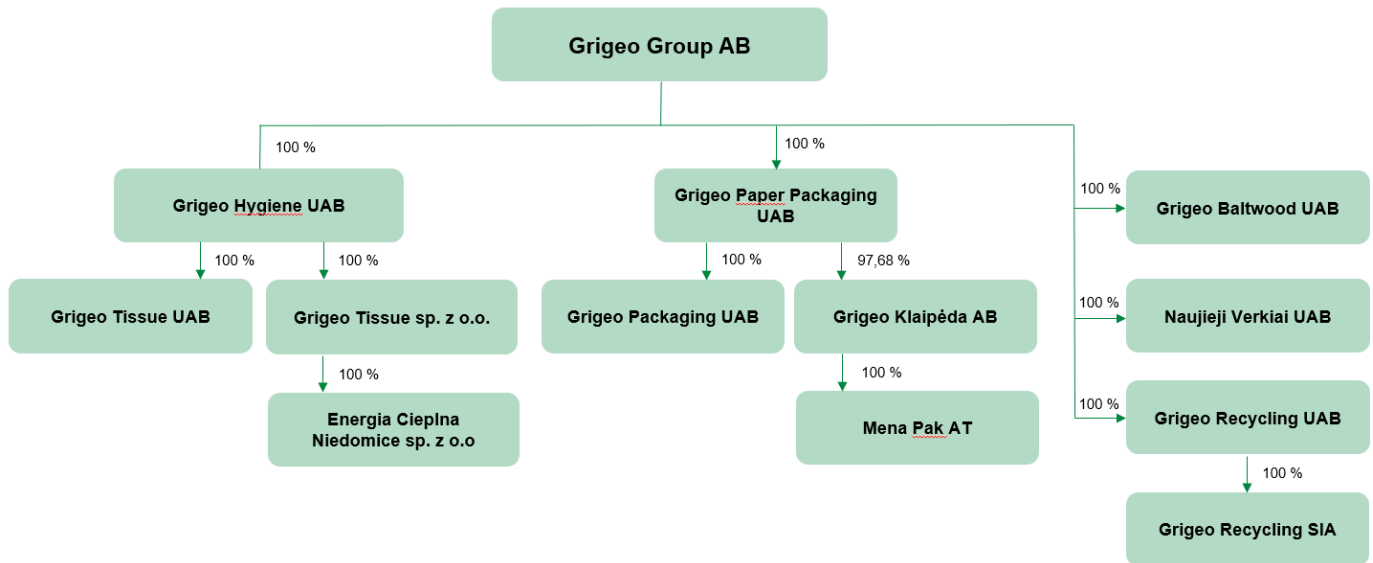 Grigeo Group AB
100 %
100 %
Grigeo Hygiene UAB
Grigeo Paper Packaging
UAB
100 %
Grigeo Baltwood UAB
100 %
100 %
100 %
97,68 %
Grigeo Tissue UAB
Grigeo Tissue sp. z o.o.
Grigeo Packaging UAB
Grigeo Klaipėda AB
100 %
Naujieji Verkiai UAB
100 %
100 %
Energia Cieplna
Niedomice sp. z o.o
Mena Pak AT
100 %
Grigeo Recycling UAB
100 %
Grigeo Recycling SIA